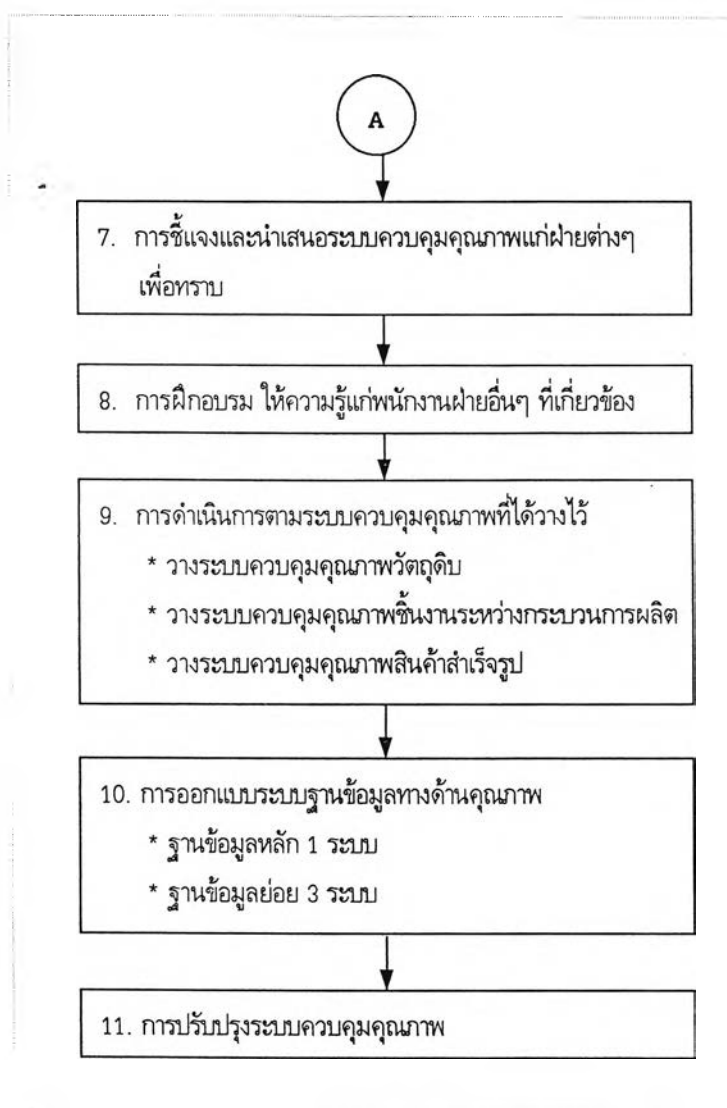 A
7. การชี้แจงและนำเสนอระบบควบคุมคุณภาพแก่ฝ่ายต่างๆ
เพื่อทราบ
8. การฝึกอบรม ให้ความรู้แก่พนักงานฝ่ายอื่นๆ ที่เกี่ยวข้อง
9. การดำเนินการตามระบบควบคุมคุณภาพที่ได้วางไว้
* วางระบบควบคุมคุณภาพวัตถุดิบ
* วางระบบควบคุมคุณภาพชิ้นงานระหว่างกระบวนการผลิต
* วางระบบควบคุมคุณภาพสินค้าสำเร็จรูป
10. การออกแบบระบบฐานข้อมูลทางด้านคุณภาพ
* ฐานข้อมูลหลัก 1 ระบบ
* ฐานข้อมูลย่อย 3 ระบบ
11. การปรับปรุงระบบควบคุมคุณภาพ